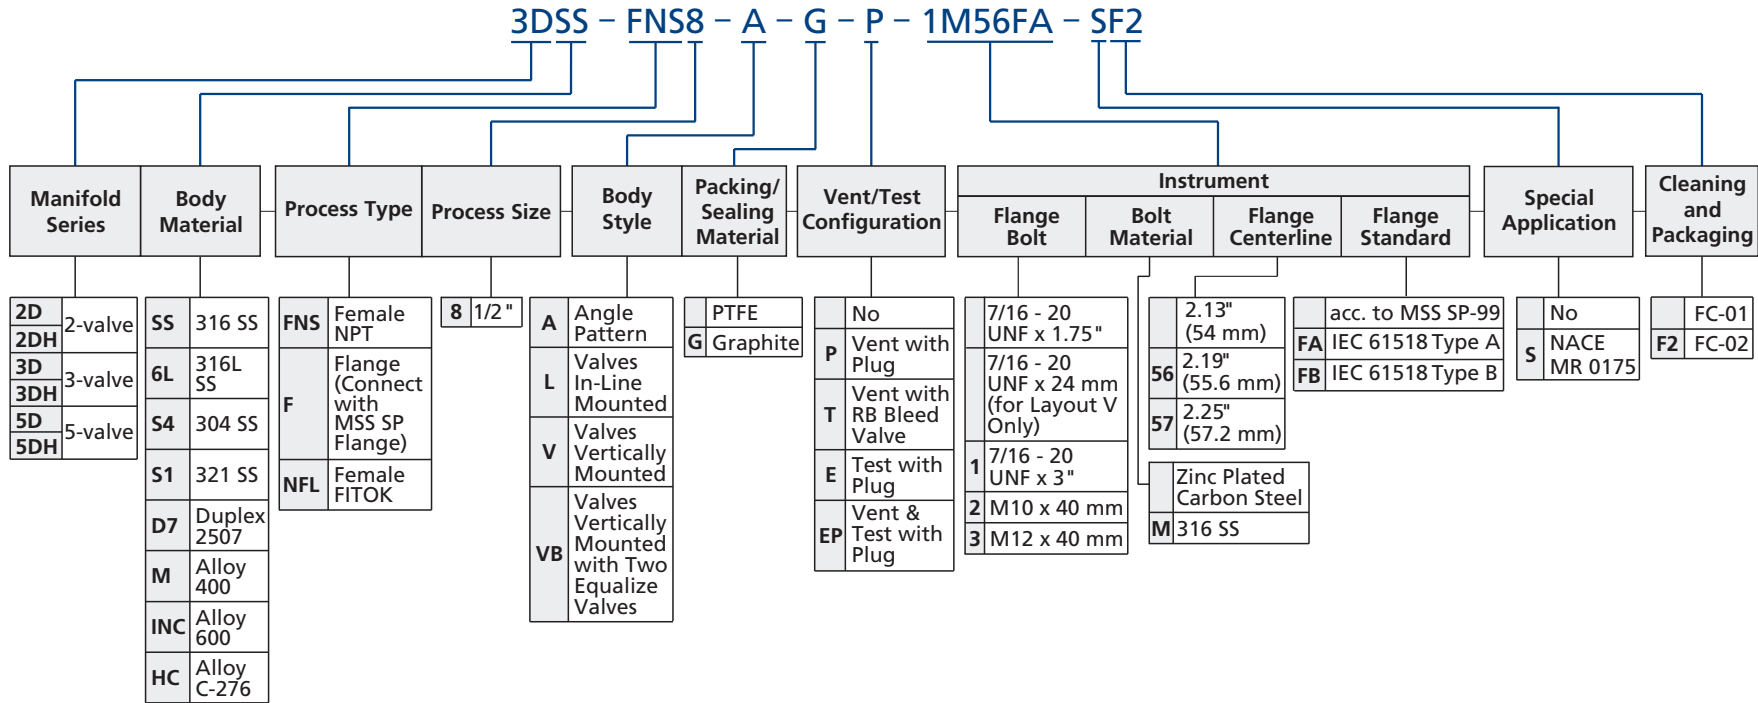 3DSS – FNS8 – A – G – P – 1M56FA – SF2
Manifold
Series
Body
Material
Process Type
Process Size
Body
Style
Packing/
Sealing
Material
Vent/Test
Configuration
Instrument
Flange
Bolt
Bolt
Material
Flange
Centerline
Flange
Standard
Special
Application
Cleaning
and
Packaging
2D
2DH
2-valve
3D
3DH
3-valve
5D
5DH
5-valve
SS 316 SS
6L 316L
SS
S4 304 SS
S1 321 SS
D7 Duplex
2507
M Alloy
400
INC Alloy
600
HC Alloy
C-276
FNS Female
NPT
F Flange
(Connect
with
MSS SP
Flange)
NFL Female
FITOK
8 1/2 "
A Angle
Pattern
L Valves
In-Line
Mounted
V Valves
Vertically
Mounted
VB Valves
Vertically
Mounted
with Two
Equalize
Valves
PTFE
G Graphite
No
P Vent with
Plug
T Vent with
RB Bleed
Valve
E Test with
Plug
EP Vent &
Test with
Plug
7/16 - 20
UNF x 1.75"
7/16 - 20
UNF x 24 mm
(for Layout V
Only)
1 7/16 - 20
UNF x 3"
2 M10 x 40 mm
3 M12 x 40 mm
Zinc Plated
Carbon Steel
M 316 SS
2.13"
(54 mm)
56 2.19"
(55.6 mm)
57 2.25"
(57.2 mm)
acc. to MSS SP-99
FA IEC 61518 Type A
FB IEC 61518 Type B
No
S NACE
MR 0175
FC-01
F2 FC-02